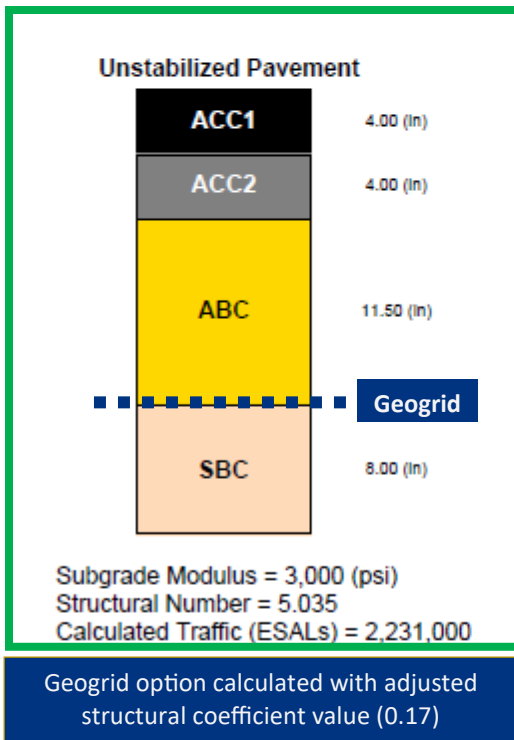 Unstabilized Pavement
ACC1 4.00 (in)
ACC2 4.00 (in)
ABC 11.50 (in)
Geogrid
SBC 8.00 (in)
Subgrade Modulus = 3,000 (psi)
Structural Number = 5.035
Calculated Traffic (ESALs) = 2,231,000
Geogrid option calculated with adjusted
structural coefficient value (0.17)